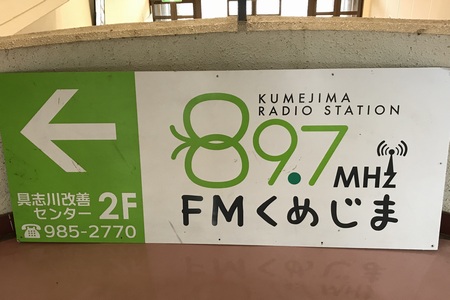 具志川改善
センター 2F
☎985-2770
KUMEJIMA
RADIO STATION
89.7 MHz
FMくめじま